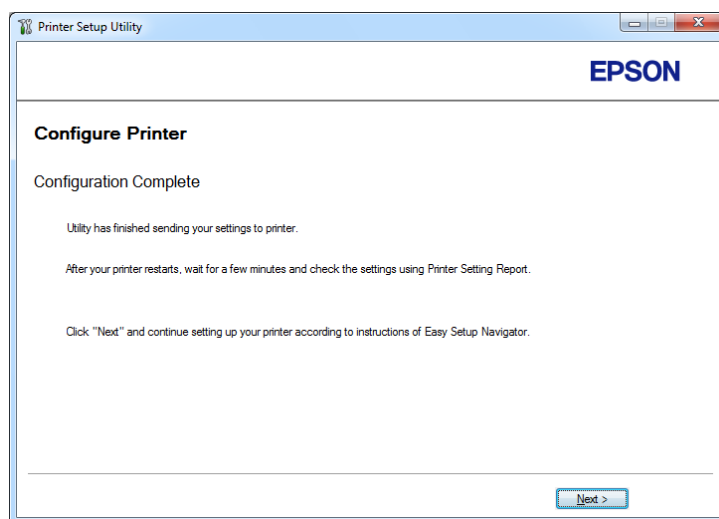 Printer Setup Utility
EPSON
Configure Printer
Configuration Complete
Utility has finished sending your settings to printer.
After your printer restarts, wait for a few minutes and check the settings using Printer Setting Report.
Click "Next" and continue setting up your printer according to instructions of Easy Setup Navigator.
Next >